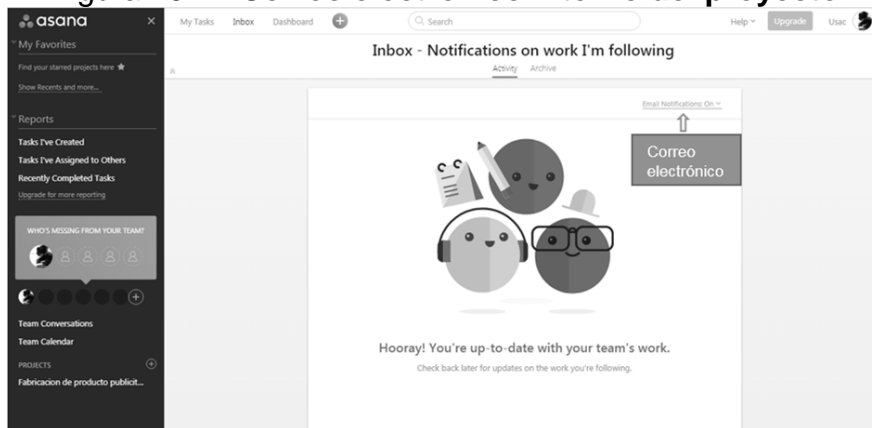 asana
×
My Tasks Inbox Dashboard
Search
Help
Upgrade
Usac
My Favorites
Find your starred projects here
Show Recents and more...
Reports
Tasks I've Created
Tasks I've Assigned to Others
Recently Completed Tasks
Upgrade for more reporting
WHO'S MISSING FROM YOUR TEAM?
Team Conversations
Team Calendar
PROJECTS
Fabricacion de producto publicit...
Inbox - Notifications on work I'm following
Activity Archive
Email Notifications On
Correo
electrónico
Hooray! You're up-to-date with your team's work.
Check back later for updates on the work you're following.